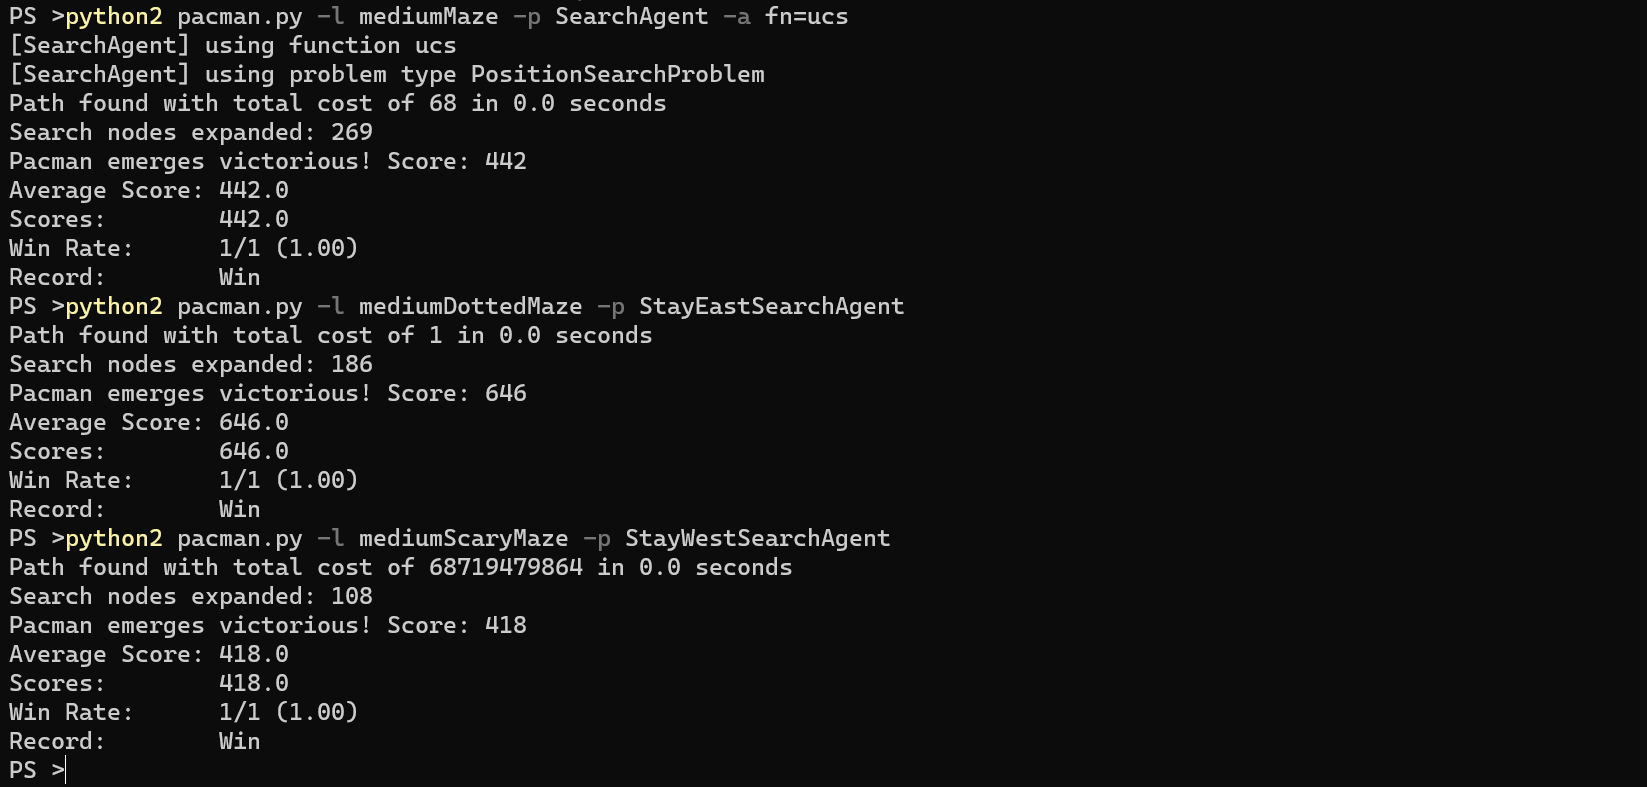 PS >python2 pacman.py -l mediumMaze -p SearchAgent -a fn=ucs
[SearchAgent] using function ucs
[SearchAgent] using problem type PositionSearchProblem
Path found with total cost of 68 in 0.0 seconds
Search nodes expanded: 269
Pacman emerges victorious! Score: 442
Average Score: 442.0
Scores:        442.0
Win Rate:      1/1 (1.00)
Record:        Win
PS >python2 pacman.py -l mediumDottedMaze -p StayEastSearchAgent
Path found with total cost of 1 in 0.0 seconds
Search nodes expanded: 186
Pacman emerges victorious! Score: 646
Average Score: 646.0
Scores:        646.0
Win Rate:      1/1 (1.00)
Record:        Win
PS >python2 pacman.py -l mediumScaryMaze -p StayWestSearchAgent
Path found with total cost of 68719479864 in 0.0 seconds
Search nodes expanded: 108
Pacman emerges victorious! Score: 418
Average Score: 418.0
Scores:        418.0
Win Rate:      1/1 (1.00)
Record:        Win
PS >